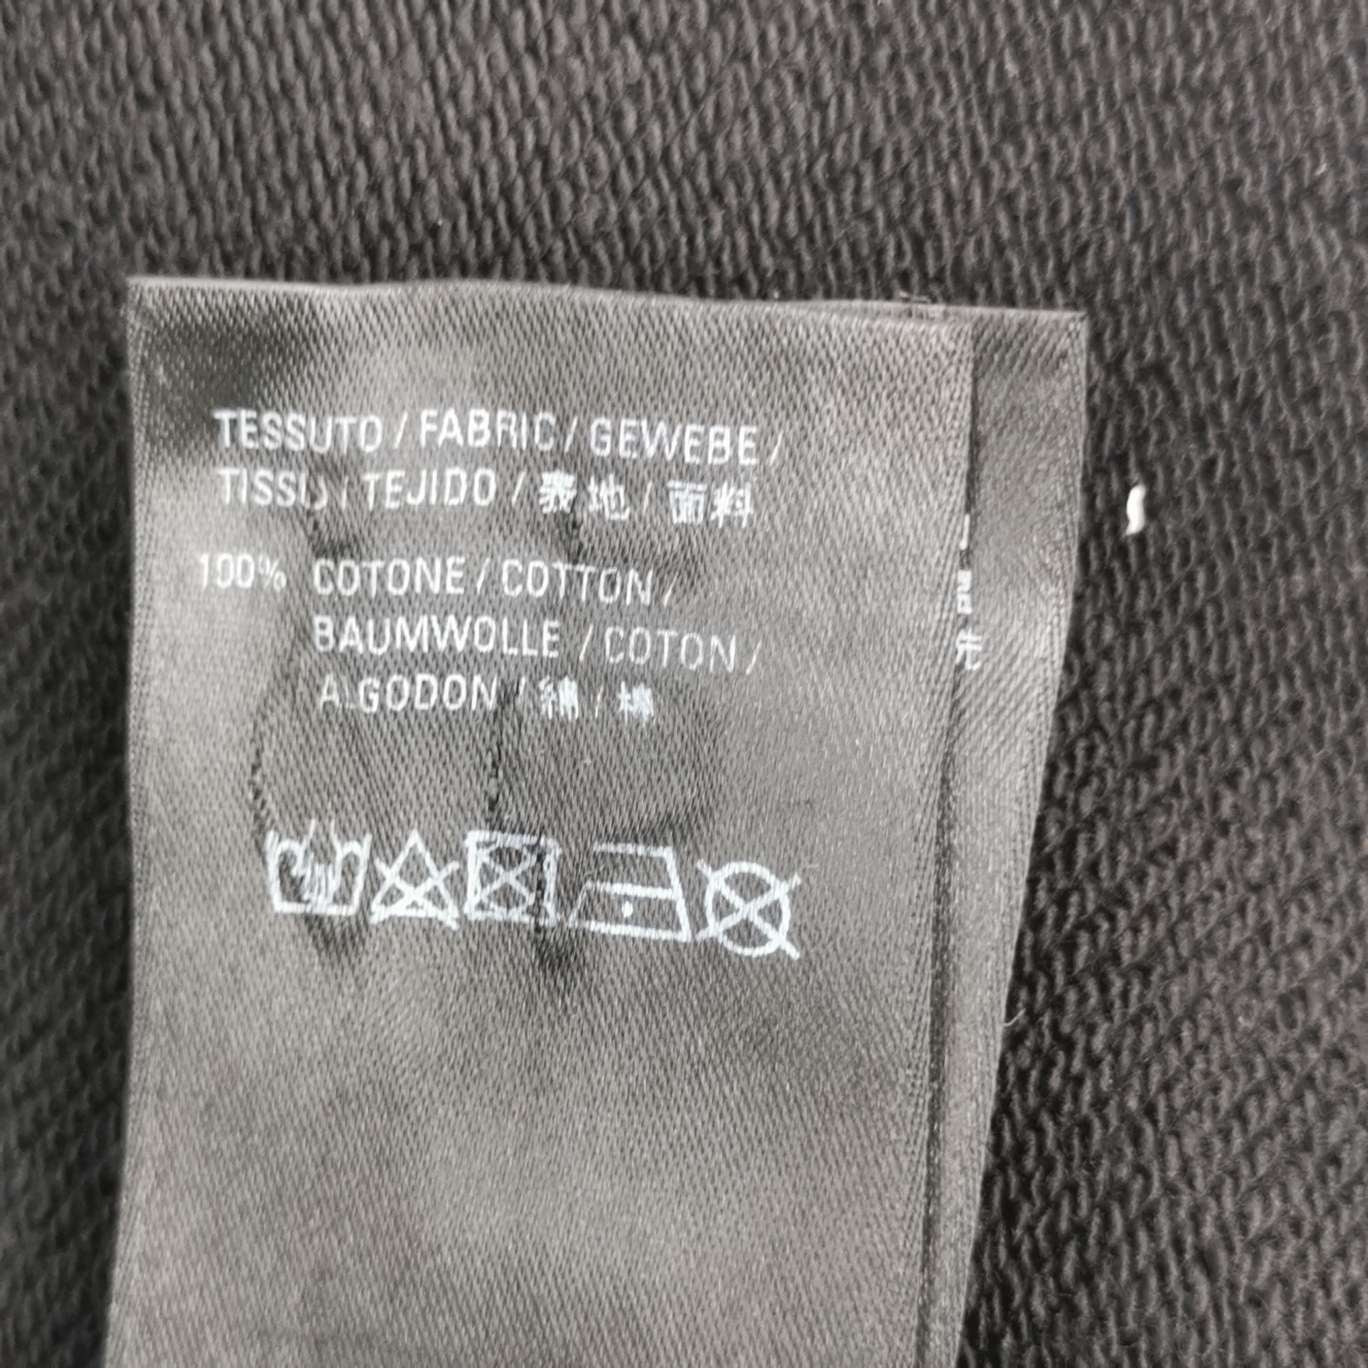 TESSUTO / FABRIC / GEWEBE /
TISSU / TEJIDO / 表地 / 面料
100% COTONE / COTTON /
BAUMWOLLE / COTON /
ALGODON / 綿 / 棉